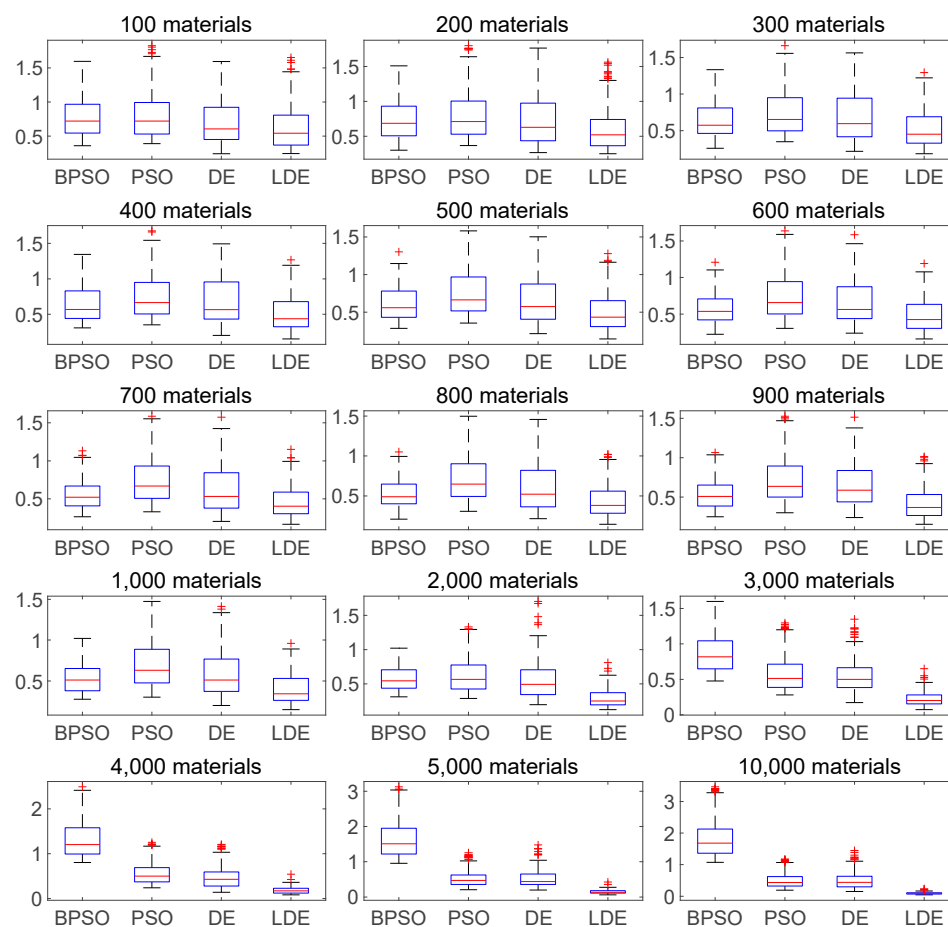 100 materials
200 materials
300 materials
1.5
1
0.5
1.5
1
0.5
1.5
1
0.5
BPSO PSO DE LDE
BPSO PSO DE LDE
BPSO PSO DE LDE
400 materials
500 materials
600 materials
1.5
1
0.5
1.5
1
0.5
1.5
1
0.5
BPSO PSO DE LDE
BPSO PSO DE LDE
BPSO PSO DE LDE
700 materials
800 materials
900 materials
1.5
1
0.5
1.5
1
0.5
1.5
1
0.5
BPSO PSO DE LDE
BPSO PSO DE LDE
BPSO PSO DE LDE
1,000 materials
2,000 materials
3,000 materials
1.5
1
0.5
1.5
1
0.5
1.5
1
0.5
0
BPSO PSO DE LDE
BPSO PSO DE LDE
BPSO PSO DE LDE
4,000 materials
5,000 materials
10,000 materials
2
1
0
3
2
1
0
3
2
1
0
BPSO PSO DE LDE
BPSO PSO DE LDE
BPSO PSO DE LDE